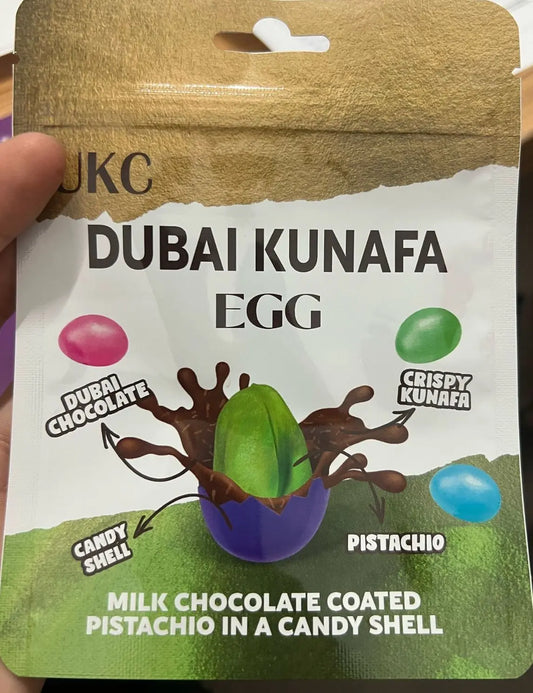 UKC
DUBAI KUNAFA
EGG
DUBAI
CHOCOLATE
CRISPY
KUNAFA
CANDY
SHELL
PISTACHIO
MILK CHOCOLATE COATED
PISTACHIO IN A CANDY SHELL